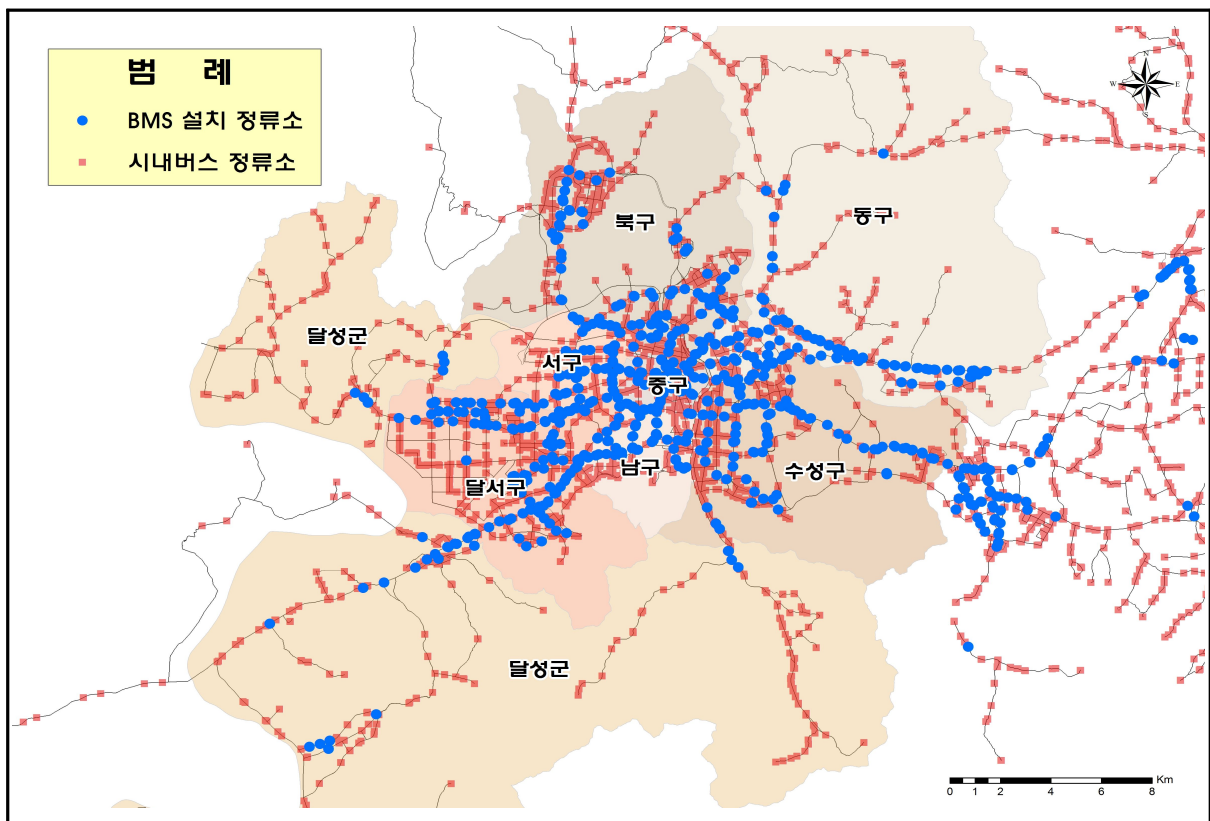 범 례
BMS 설치 정류소
시내버스 정류소
N
W E
S
북구
동구
달성군
서구
중구
남구
수성구
달서구
달성군
Km
0 1 2 4 6 8